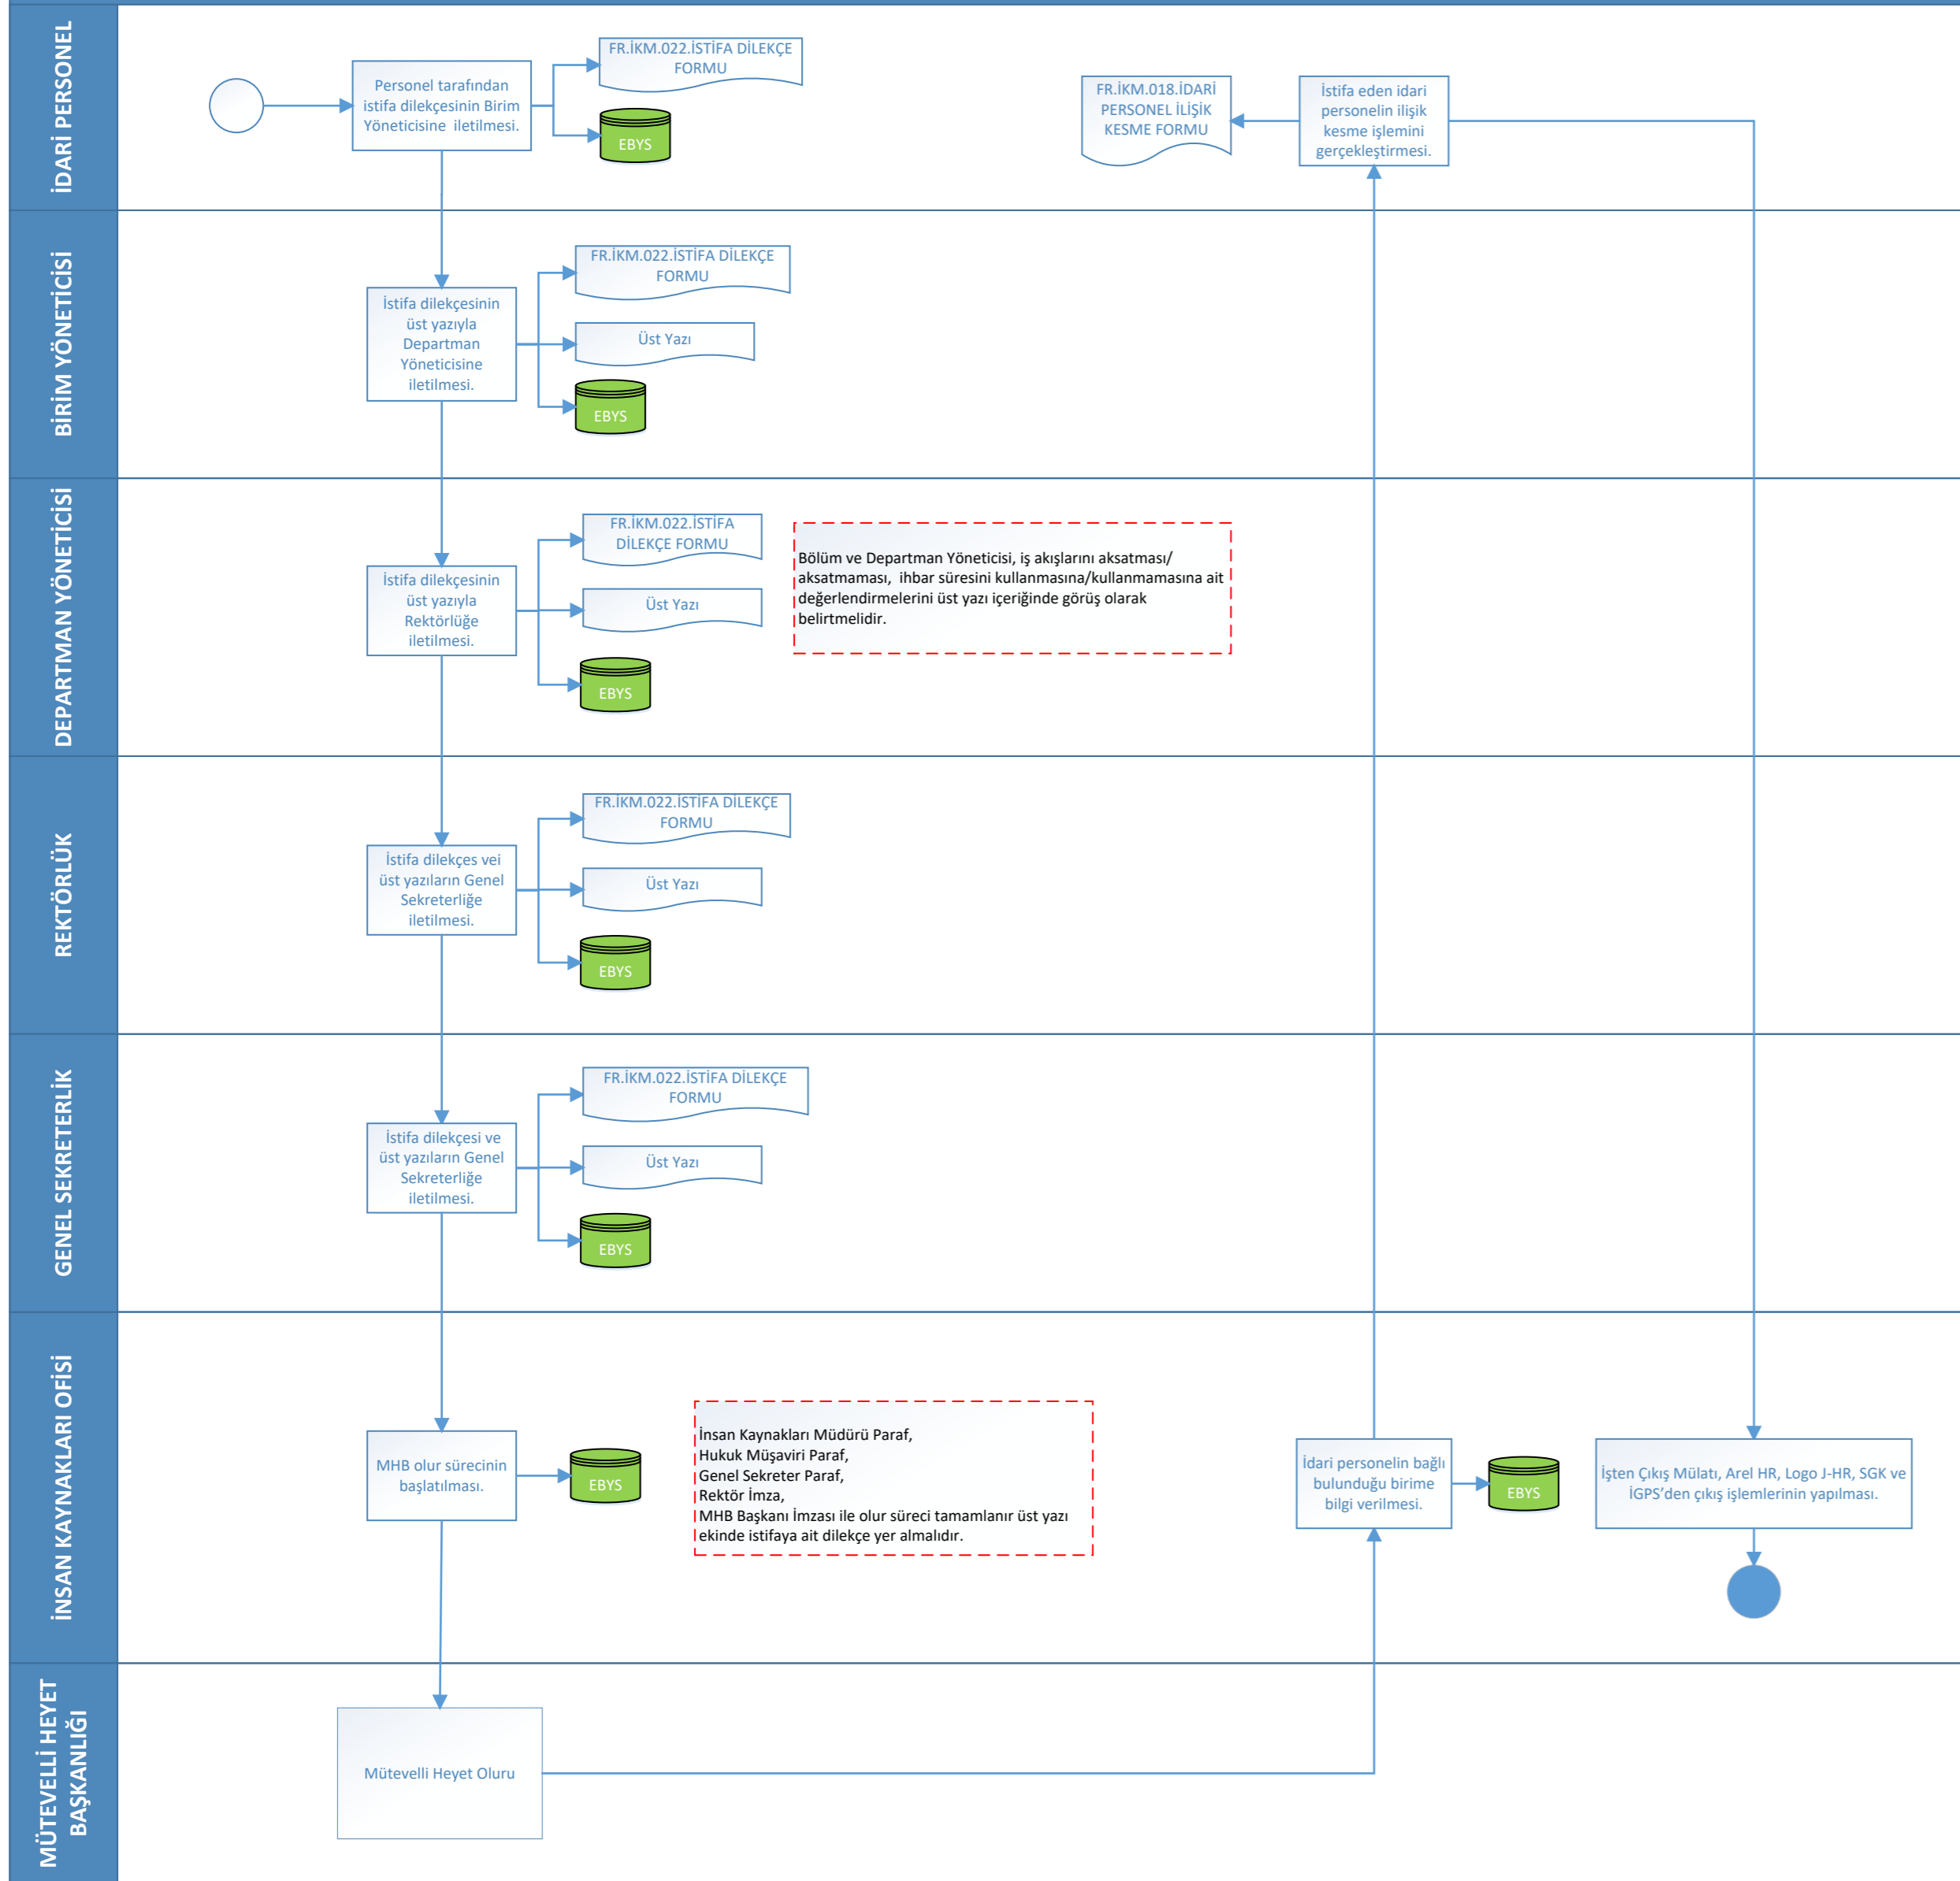 İDARİ PERSONEL
Personel tarafından
istifa dilekçesinin Birim
Yöneticisine iletilmesi.
FR.İKM.022.İSTİFA DİLEKÇE
FORMU
EBYS
FR.İKM.018.İDARİ
PERSONEL İLİŞİK
KESME FORMU
İstifa eden idari
personelin ilişik
kesme işlemini
gerçekleştirmesi.
BİRİM YÖNETİCİSİ
İstifa dilekçesinin
üst yazıyla
Departman
Yöneticisine
iletilmesi.
FR.İKM.022.İSTİFA DİLEKÇE
FORMU
Üst Yazı
EBYS
DEPARTMAN YÖNETİCİSİ
İstifa dilekçesinin
üst yazıyla
Rektörlüğe
iletilmesi.
FR.İKM.022.İSTİFA
DİLEKÇE FORMU
Üst Yazı
EBYS
Bölüm ve Departman Yöneticisi, iş akışlarını aksatması/
aksatmaması,  ihbar süresini kullanmasına/kullanmamasına ait
değerlendirmelerini üst yazı içeriğinde görüş olarak
belirtmelidir.
REKTÖRLÜK
İstifa dilekçes vei
üst yazıların Genel
Sekreterliğe
iletilmesi.
FR.İKM.022.İSTİFA DİLEKÇE
FORMU
Üst Yazı
EBYS
GENEL SEKRETERLİK
İstifa dilekçesi ve
üst yazıların Genel
Sekreterliğe
iletilmesi.
FR.İKM.022.İSTİFA DİLEKÇE
FORMU
Üst Yazı
EBYS
İNSAN KAYNAKLARI OFİSİ
MHB olur sürecinin
başlatılması.
EBYS
İnsan Kaynakları Müdürü Paraf,
Hukuk Müşaviri Paraf,
Genel Sekreter Paraf,
Rektör İmza,
MHB Başkanı İmzası ile olur süreci tamamlanır üst yazı
ekinde istifaya ait dilekçe yer almalıdır.
İdari personelin bağlı
bulunduğu birime
bilgi verilmesi.
EBYS
İşten Çıkış Mülatı, Arel HR, Logo J-HR, SGK ve
İGPS’den çıkış işlemlerinin yapılması.
MÜTEVELLİ HEYET
BAŞKANLIĞI
Mütevelli Heyet Oluru